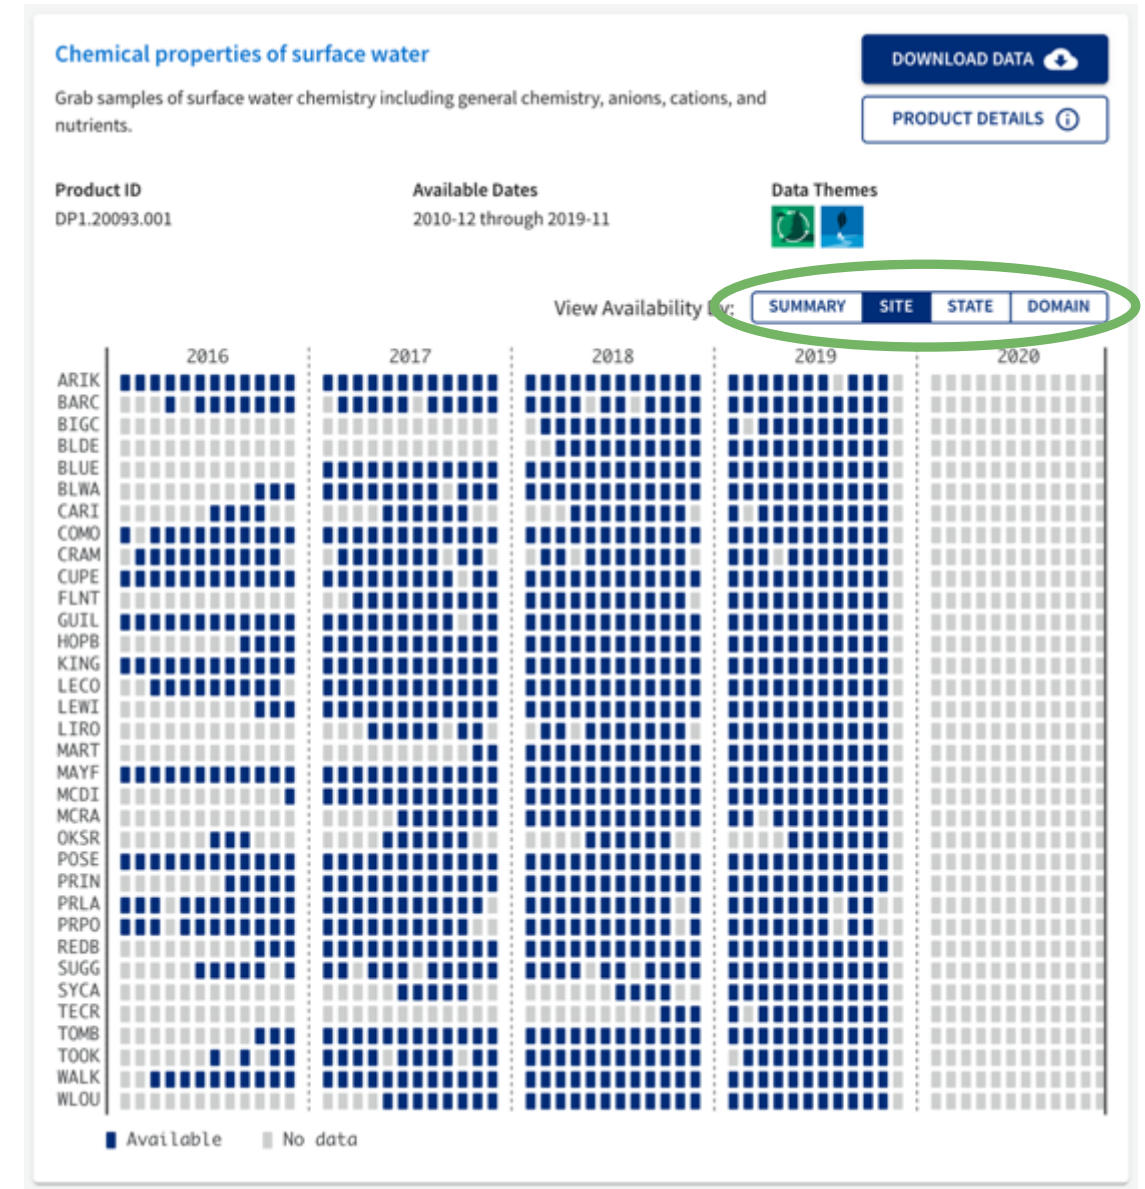 Chemical properties of surface water
DOWNLOAD DATA
Grab samples of surface water chemistry including general chemistry, anions, cations, and
nutrients.
PRODUCT DETAILS
Product ID
Available Dates
Data Themes
DP1.20093.001
2010-12 through 2019-11
View Availability By:
SUMMARY
SITE
STATE
DOMAIN
2016
2017
2018
2019
2020
ARIK
BARC
BIGC
BLDE
BLUE
BLWA
CARI
COMO
CRAM
CUPE
FLNT
GUIL
HOPB
KING
LECO
LEWI
LIRO
MART
MAYF
MCDI
MCRA
OKSR
POSE
PRIN
PRLA
PRPO
REDB
SUGG
SYCA
TECR
TOMB
TOOK
WALK
WLOU
Available
No data